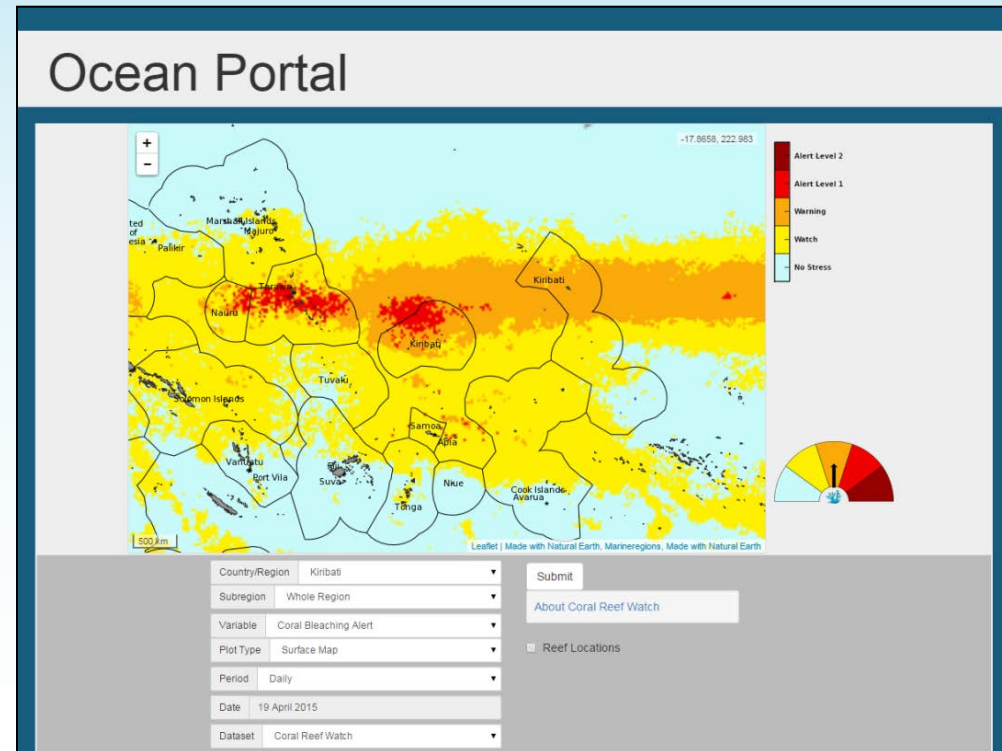 Ocean Portal
+
−
-17.8658, 222.983
Alert Level 2
Alert Level 1
Warning
Watch
No Stress
ted
of
esia
Palikir
Marshall Islands
Majuro
Tarawa
Nauru
Kiribati
Kiribati
Tuvalu
Solomon Islands
Samoa
Apia
Vanuatu
Port Vila
Fiji
Suva
Tonga
Niue
Cook Islands
Avarua
500 km
Leaflet | Made with Natural Earth, Marineregions, Made with Natural Earth
Country/Region Kiribati
Subregion Whole Region
Variable Coral Bleaching Alert
Plot Type Surface Map
Period Daily
Date 19 April 2015
Dataset Coral Reef Watch
Submit
About Coral Reef Watch
Reef Locations